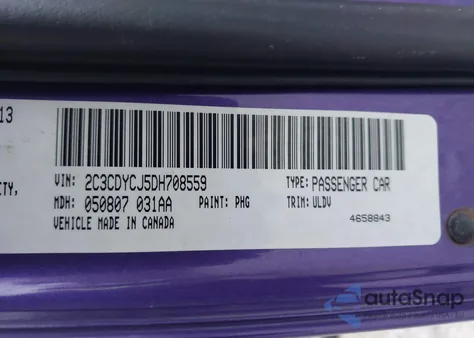 13
ITY,
VIN: 2C3CDYCJ5DH708559 TYPE: PASSENGER CAR
MDH: 050807 031AA PAINT: PHG TRIM: ULDV
VEHICLE MADE IN CANADA 4658843
autoSnap